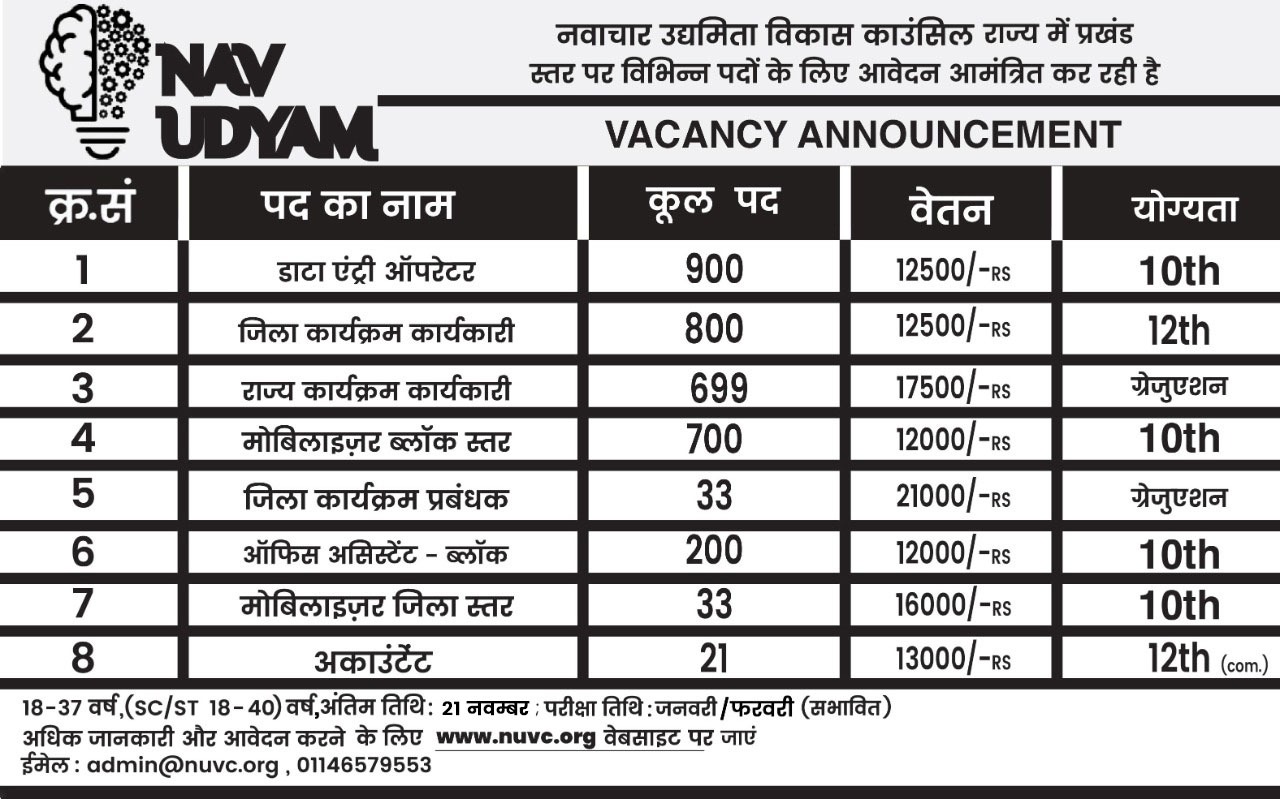 NAV
UDYAM
नवाचार उद्यमिता विकास काउंसिल राज्य में प्रखंड
स्तर पर विभिन्न पदों के लिए आवेदन आमंत्रित कर रही है
VACANCY ANNOUNCEMENT
क्र.सं पद का नाम कूल पद वेतन योग्यता
1 डाटा एंट्री ऑपरेटर 900 12500/-RS 10th
2 जिला कार्यक्रम कार्यकारी 800 12500/-RS 12th
3 राज्य कार्यक्रम कार्यकारी 699 17500/-RS ग्रेजुएशन
4 मोबिलाइज़र ब्लॉक स्तर 700 12000/-RS 10th
5 जिला कार्यक्रम प्रबंधक 33 21000/-RS ग्रेजुएशन
6 ऑफिस असिस्टेंट - ब्लॉक 200 12000/-RS 10th
7 मोबिलाइज़र जिला स्तर 33 16000/-RS 10th
8 अकाउंटेंट 21 13000/-RS 12th (com.)
18-37 वर्ष,(SC/ST 18-40) वर्ष,अंतिम तिथि: 21 नवम्बर ; परीक्षा तिथि:जनवरी/फरवरी (सभावित)
अधिक जानकारी और आवेदन करने के लिए www.nuvc.org वेबसाइट पर जाएं
ईमेल : admin@nuvc.org , 01146579553